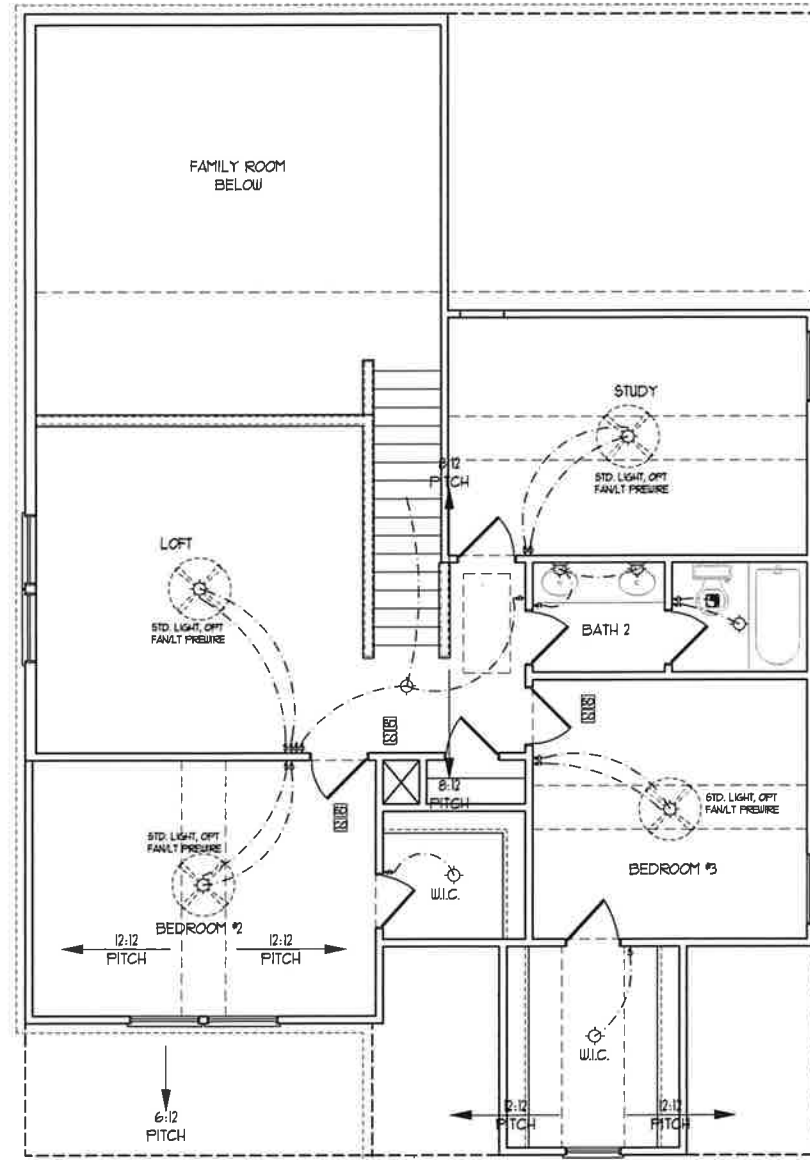 FAMILY ROOM
BELOW
STUDY
STD. LIGHT, OPT
FAN/LT PREWIRE
8:12
PITCH
LOFT
STD. LIGHT, OPT
FAN/LT PREWIRE
BATH 2
8:12
PITCH
STD. LIGHT, OPT
FAN/LT PREWIRE
STD. LIGHT, OPT
FAN/LT PREWIRE
W.I.C.
BEDROOM #3
BEDROOM #2
12:12
PITCH
12:12
PITCH
W.I.C.
6:12
PITCH
12:12
PITCH
12:12
PITCH